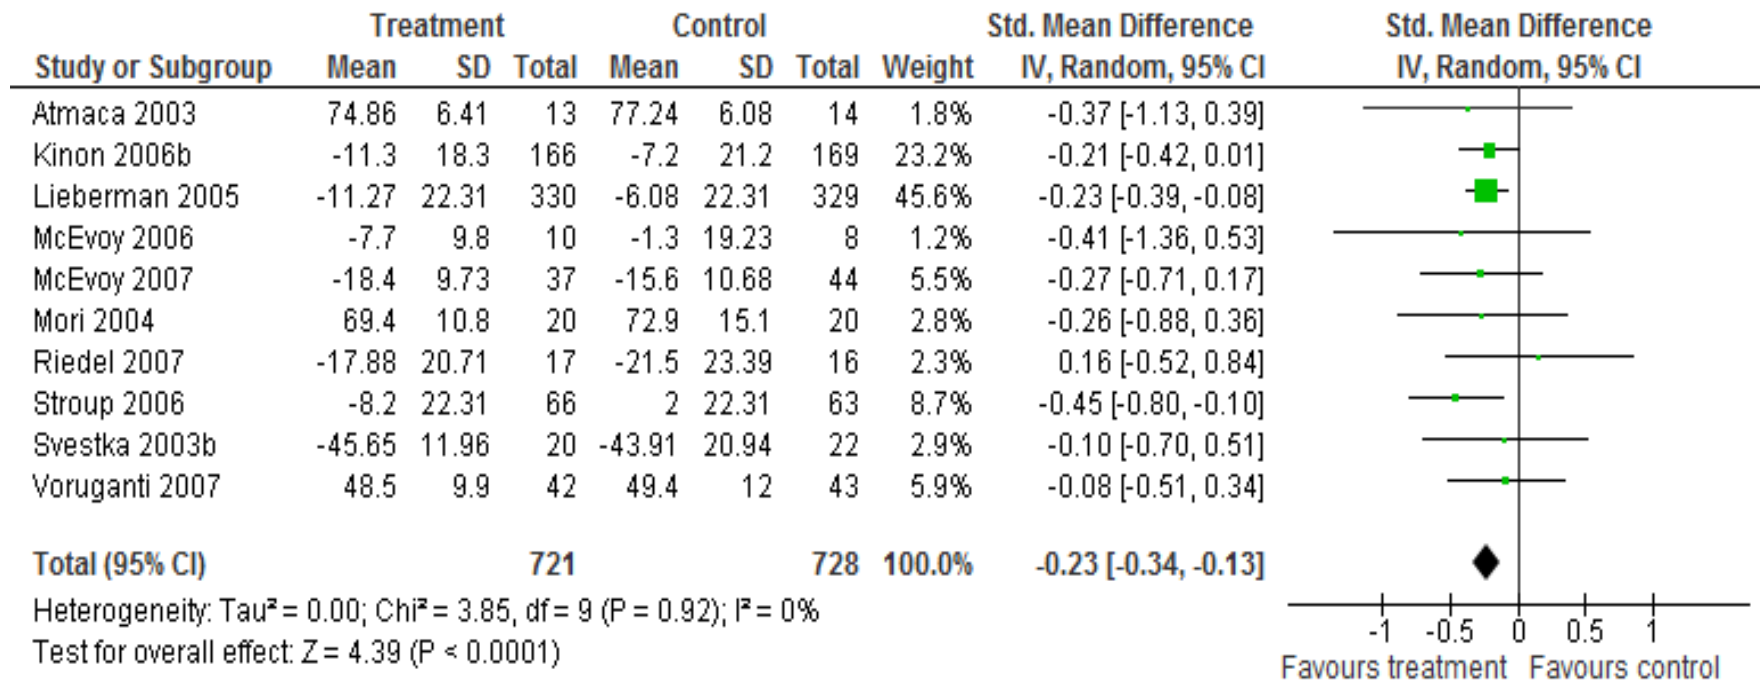 Treatment Control Std. Mean Difference Std. Mean Difference
Study or Subgroup Mean SD Total Mean SD Total Weight IV, Random, 95% CI IV, Random, 95% CI
Atmaca 2003 74.86 6.41 13 77.24 6.08 14 1.8% -0.37 [-1.13, 0.39]
Kinon 2006b -11.3 18.3 166 -7.2 21.2 169 23.2% -0.21 [-0.42, 0.01]
Lieberman 2005 -11.27 22.31 330 -6.08 22.31 329 45.6% -0.23 [-0.39, -0.08]
McEvoy 2006 -7.7 9.8 10 -1.3 19.23 8 1.2% -0.41 [-1.36, 0.53]
McEvoy 2007 -18.4 9.73 37 -15.6 10.68 44 5.5% -0.27 [-0.71, 0.17]
Mori 2004 69.4 10.8 20 72.9 15.1 20 2.8% -0.26 [-0.88, 0.36]
Riedel 2007 -17.88 20.71 17 -21.5 23.39 16 2.3% 0.16 [-0.52, 0.84]
Stroup 2006 -8.2 22.31 66 2 22.31 63 8.7% -0.45 [-0.80, -0.10]
Svestka 2003b -45.65 11.96 20 -43.91 20.94 22 2.9% -0.10 [-0.70, 0.51]
Voruganti 2007 48.5 9.9 42 49.4 12 43 5.9% -0.08 [-0.51, 0.34]
Total (95% CI) 721 728 100.0% -0.23 [-0.34, -0.13]
Heterogeneity: Tau² = 0.00; Chi² = 3.85, df = 9 (P = 0.92); I² = 0%
Test for overall effect: Z = 4.39 (P < 0.0001)
-1 -0.5 0 0.5 1
Favours treatment Favours control